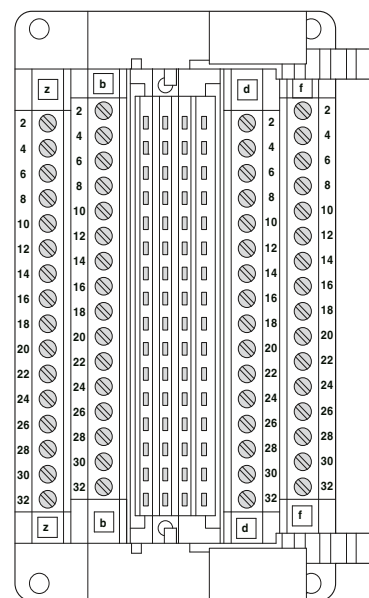 z b d f
2 2 2 2
4 4 4 4
6 6 6 6
8 8 8 8
10 10 10 10
12 12 12 12
14 14 14 14
16 16 16 16
18 18 18 18
20 20 20 20
22 22 22 22
24 24 24 24
26 26 26 26
28 28 28 28
30 30 30 30
32 32 32 32
z b d f